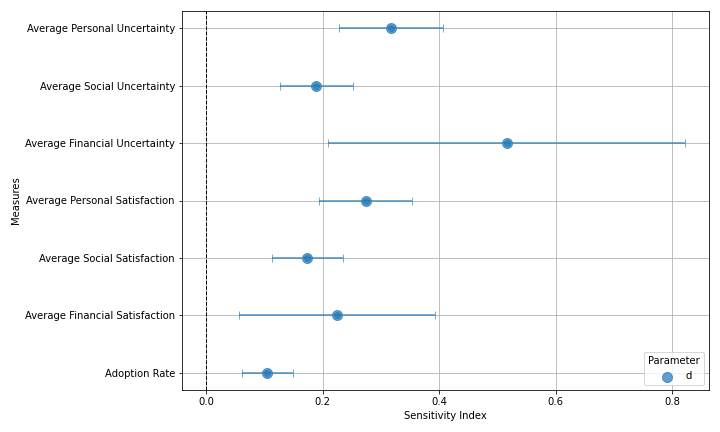 Average Personal Uncertainty
Average Social Uncertainty
Average Financial Uncertainty
Average Personal Satisfaction
Average Social Satisfaction
Average Financial Satisfaction
Adoption Rate
Measures
0.0 0.2 0.4 0.6 0.8
Sensitivity Index
Parameter
d